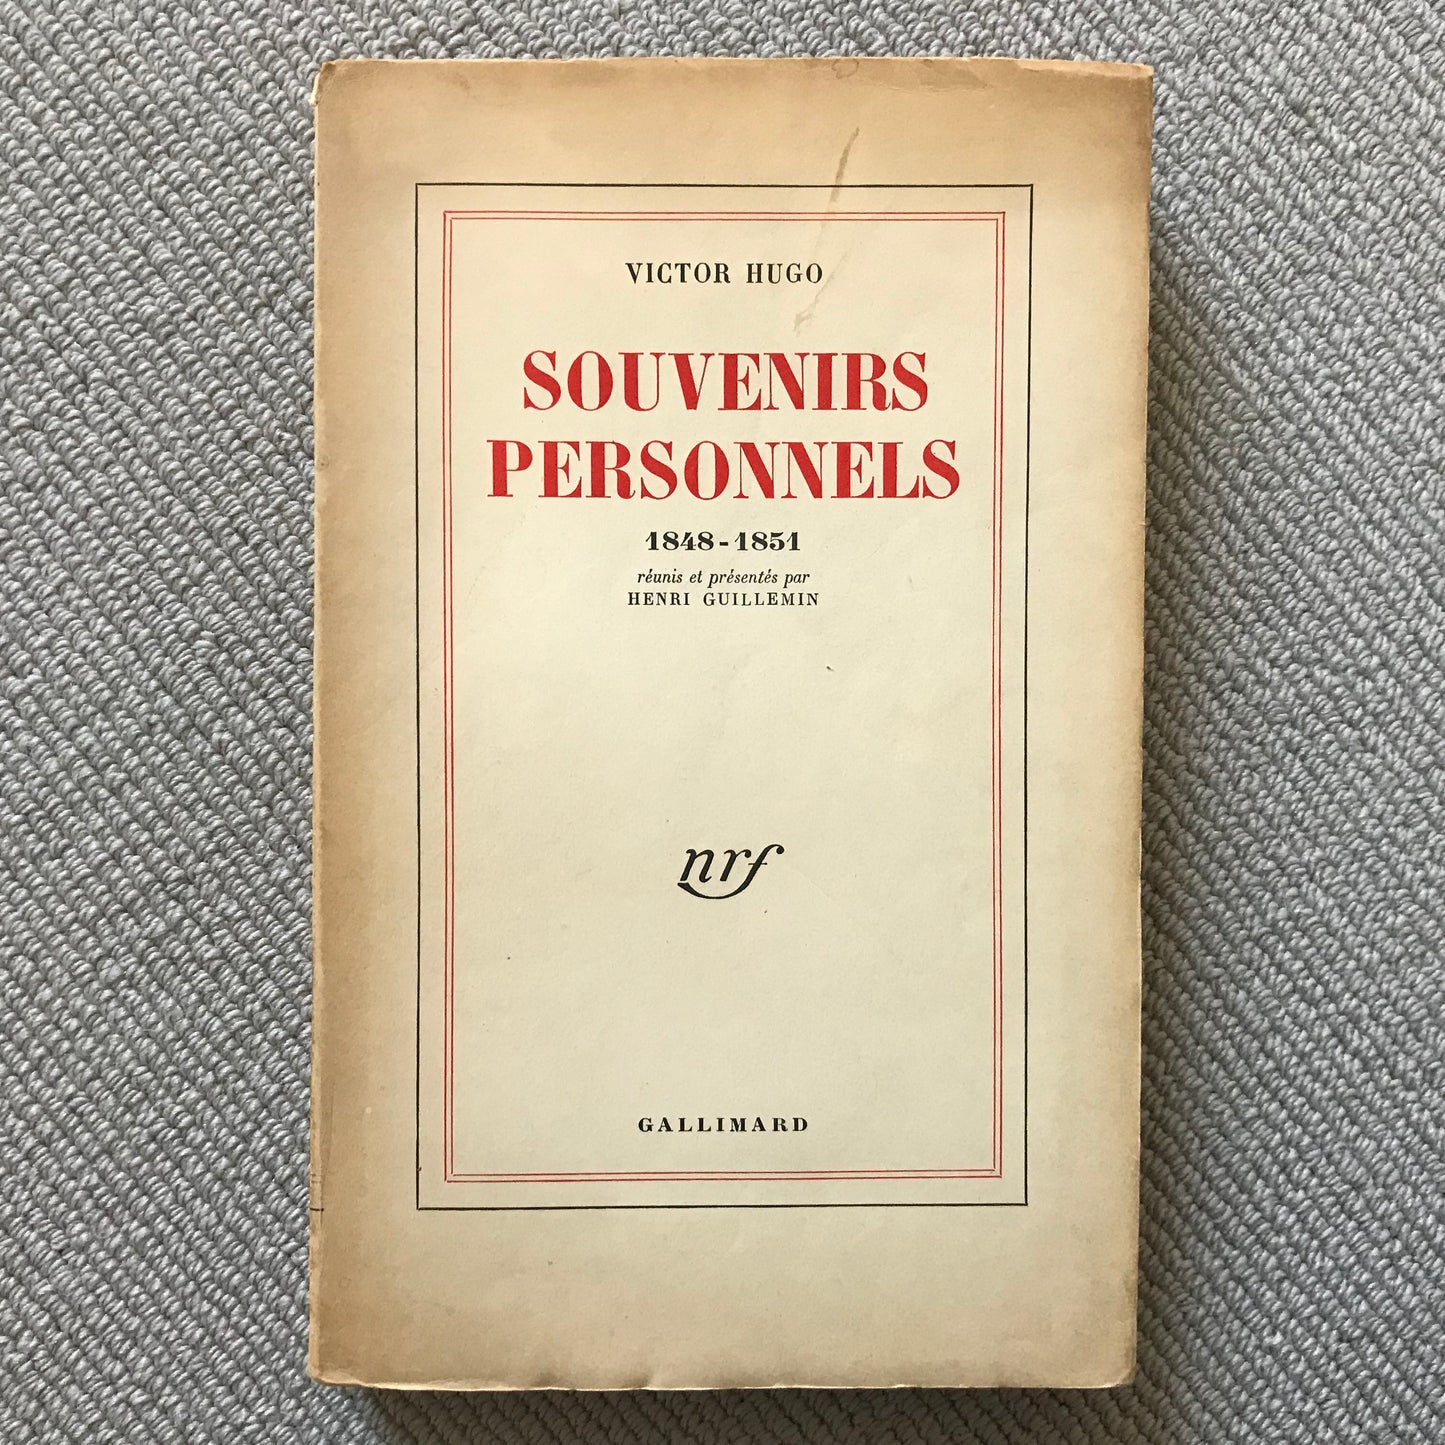 VICTOR HUGO
SOUVENIRS
PERSONNELS
1848-1851
réunis et présentés par
HENRI GUILLEMIN
nrf
GALLIMARD